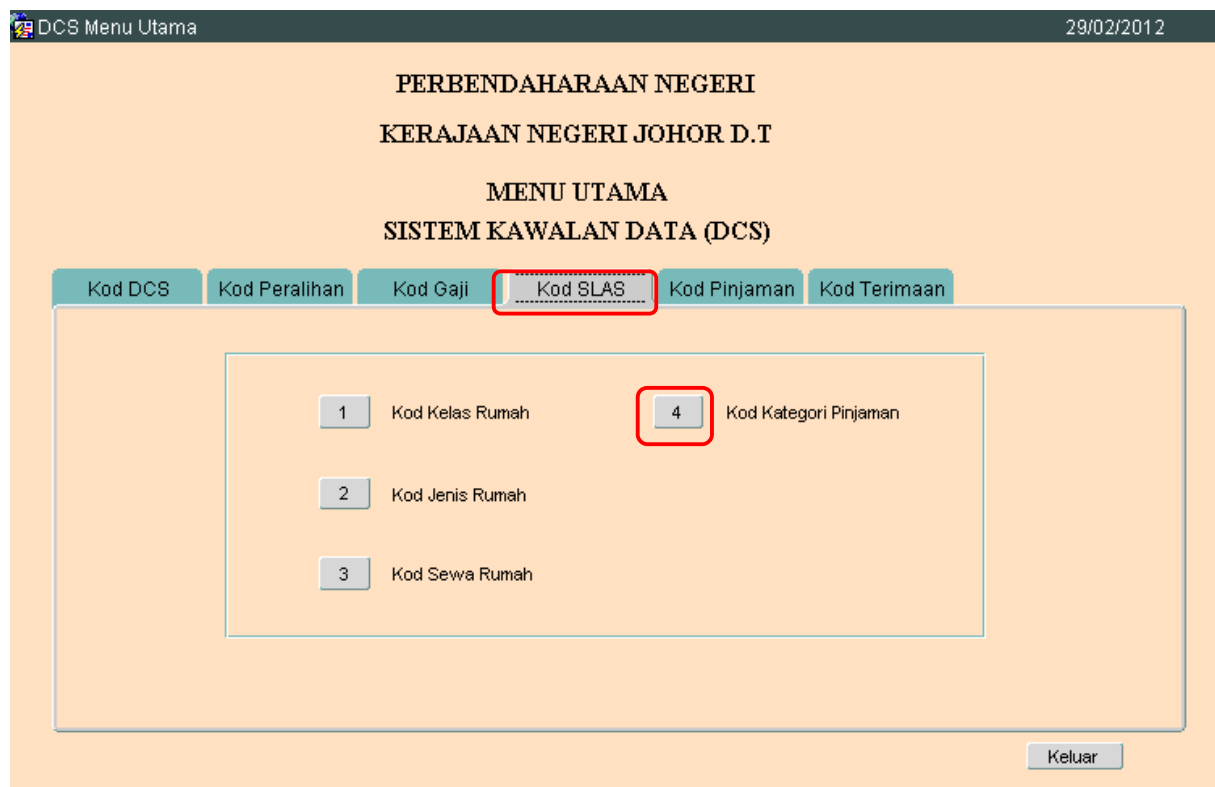 DCS Menu Utama 29/02/2012
PERBENDAHARAAN NEGERI
KERAJAAN NEGERI JOHOR D.T
MENU UTAMA
SISTEM KAWALAN DATA (DCS)
Kod DCS Kod Peralihan Kod Gaji Kod SLAS Kod Pinjaman Kod Terimaan
1 Kod Kelas Rumah 4 Kod Kategori Pinjaman
2 Kod Jenis Rumah
3 Kod Sewa Rumah
Keluar